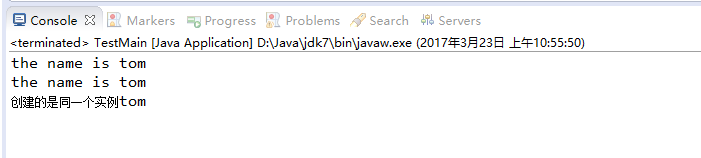 Console Markers Progress Problems Search Servers
<terminated> TestMain [Java Application] D:\Java\jdk7\bin\javaw.exe (2017年3月23日 上午10:55:50)
the name is tom
the name is tom
创建的是同一个实例tom